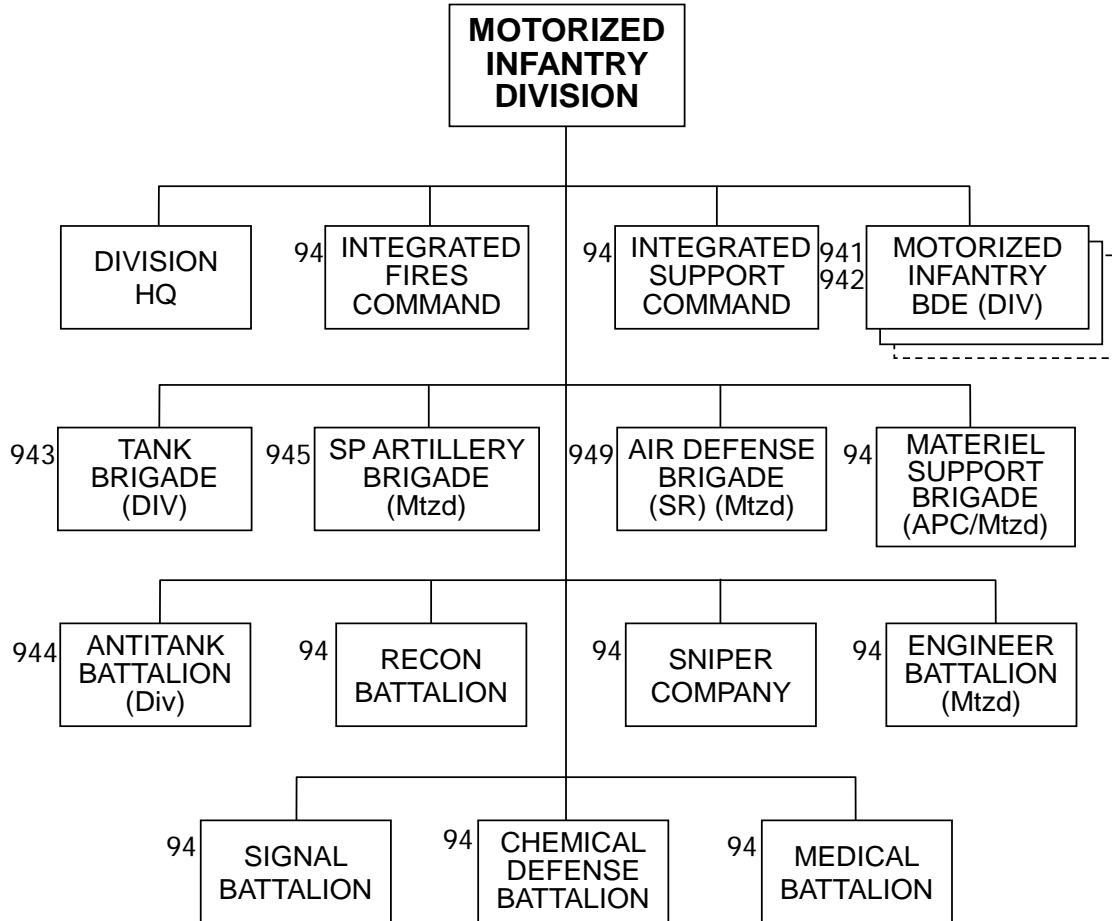 MOTORIZED
INFANTRY
DIVISION
DIVISION
HQ
94
INTEGRATED
FIRES
COMMAND
94
INTEGRATED
SUPPORT
COMMAND
941
942
MOTORIZED
INFANTRY
BDE (DIV)
943
TANK
BRIGADE
(DIV)
945
SP ARTILLERY
BRIGADE
(Mtzd)
949
AIR DEFENSE
BRIGADE
(SR) (Mtzd)
94
MATERIEL
SUPPORT
BRIGADE
(APC/Mtzd)
944
ANTITANK
BATTALION
(Div)
94
RECON
BATTALION
94
SNIPER
COMPANY
94
ENGINEER
BATTALION
(Mtzd)
94
SIGNAL
BATTALION
94
CHEMICAL
DEFENSE
BATTALION
94
MEDICAL
BATTALION